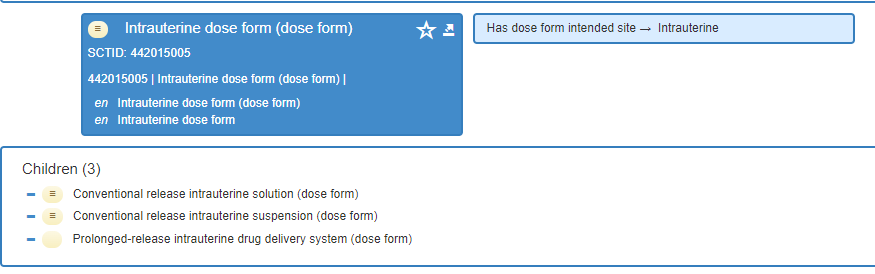 Intrauterine dose form (dose form)
SCTID: 442015005
442015005 | Intrauterine dose form (dose form) |
en Intrauterine dose form (dose form)
en Intrauterine dose form
Has dose form intended site → Intrauterine
Children (3)
Conventional release intrauterine solution (dose form)
Conventional release intrauterine suspension (dose form)
Prolonged-release intrauterine drug delivery system (dose form)